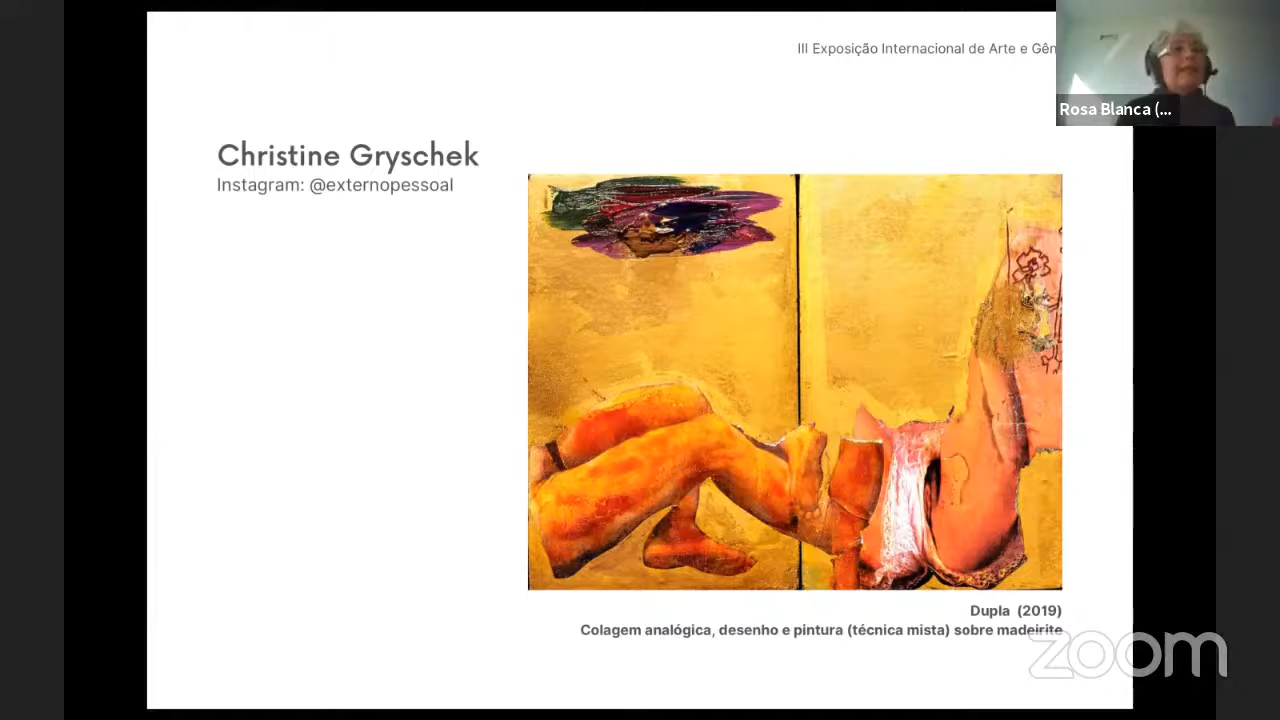 III Exposição Internacional de Arte e Gên
Rosa Blanca (...
Christine Gryschek
Instagram: @externopessoal
Dupla (2019)
Colagem analógica, desenho e pintura (técnica mista) sobre madeirite
zoom